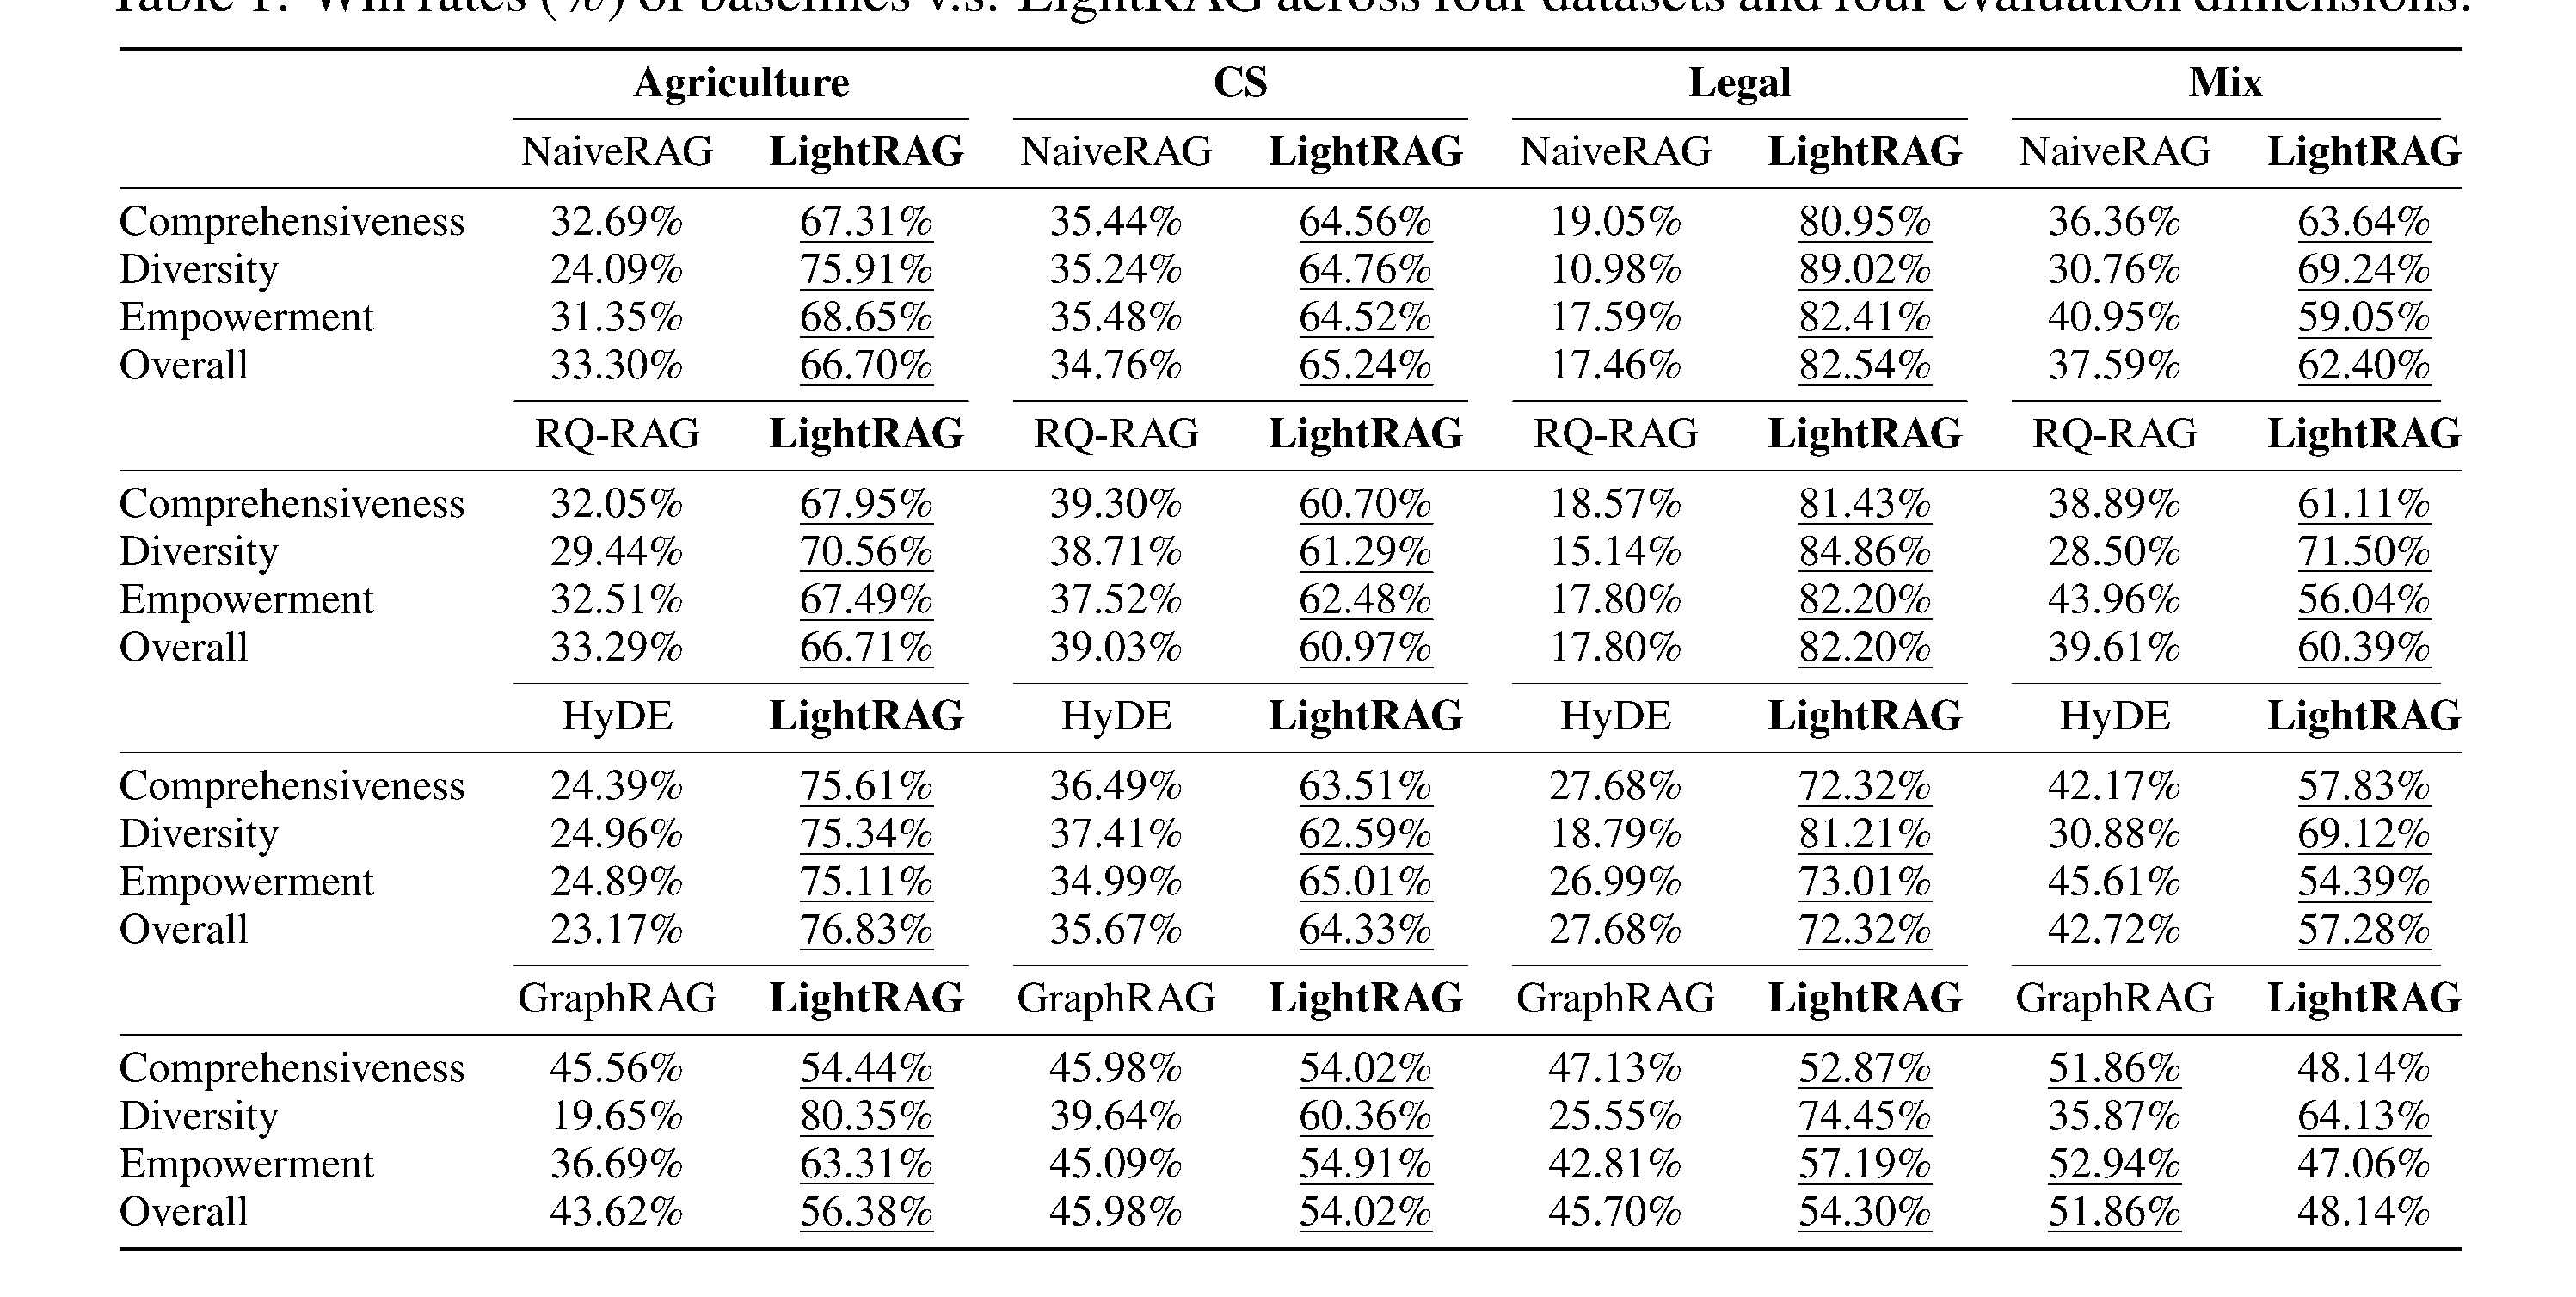 Table 1: Win rates (%) of baselines v.s. LightRAG across four datasets and four evaluation dimensions.
Agriculture CS Legal Mix
NaiveRAG LightRAG NaiveRAG LightRAG NaiveRAG LightRAG NaiveRAG LightRAG
Comprehensiveness 32.69% 67.31% 35.44% 64.56% 19.05% 80.95% 36.36% 63.64%
Diversity 24.09% 75.91% 35.24% 64.76% 10.98% 89.02% 30.76% 69.24%
Empowerment 31.35% 68.65% 35.48% 64.52% 17.59% 82.41% 40.95% 59.05%
Overall 33.30% 66.70% 34.76% 65.24% 17.46% 82.54% 37.59% 62.40%
RQ-RAG LightRAG RQ-RAG LightRAG RQ-RAG LightRAG RQ-RAG LightRAG
Comprehensiveness 32.05% 67.95% 39.30% 60.70% 18.57% 81.43% 38.89% 61.11%
Diversity 29.44% 70.56% 38.71% 61.29% 15.14% 84.86% 28.50% 71.50%
Empowerment 32.51% 67.49% 37.52% 62.48% 17.80% 82.20% 43.96% 56.04%
Overall 33.29% 66.71% 39.03% 60.97% 17.80% 82.20% 39.61% 60.39%
HyDE LightRAG HyDE LightRAG HyDE LightRAG HyDE LightRAG
Comprehensiveness 24.39% 75.61% 36.49% 63.51% 27.68% 72.32% 42.17% 57.83%
Diversity 24.96% 75.34% 37.41% 62.59% 18.79% 81.21% 30.88% 69.12%
Empowerment 24.89% 75.11% 34.99% 65.01% 26.99% 73.01% 45.61% 54.39%
Overall 23.17% 76.83% 35.67% 64.33% 27.68% 72.32% 42.72% 57.28%
GraphRAG LightRAG GraphRAG LightRAG GraphRAG LightRAG GraphRAG LightRAG
Comprehensiveness 45.56% 54.44% 45.98% 54.02% 47.13% 52.87% 51.86% 48.14%
Diversity 19.65% 80.35% 39.64% 60.36% 25.55% 74.45% 35.87% 64.13%
Empowerment 36.69% 63.31% 45.09% 54.91% 42.81% 57.19% 52.94% 47.06%
Overall 43.62% 56.38% 45.98% 54.02% 45.70% 54.30% 51.86% 48.14%